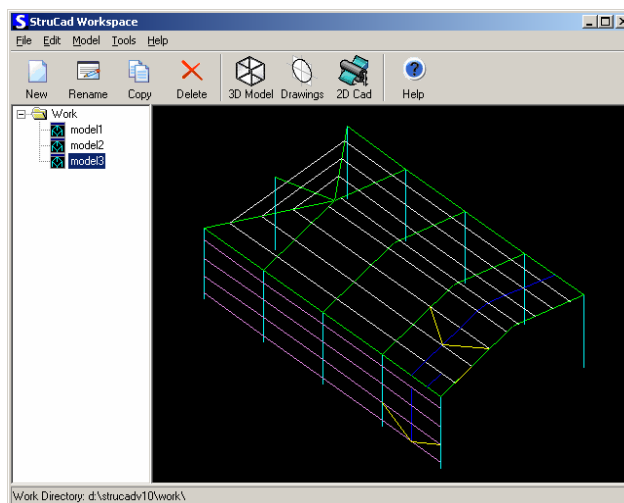 StruCad Workspace
File Edit Model Tools Help
New Rename Copy Delete 3D Model Drawings 2D Cad Help
Work
model1
model2
model3
Work Directory: d:\strucadv10\work\